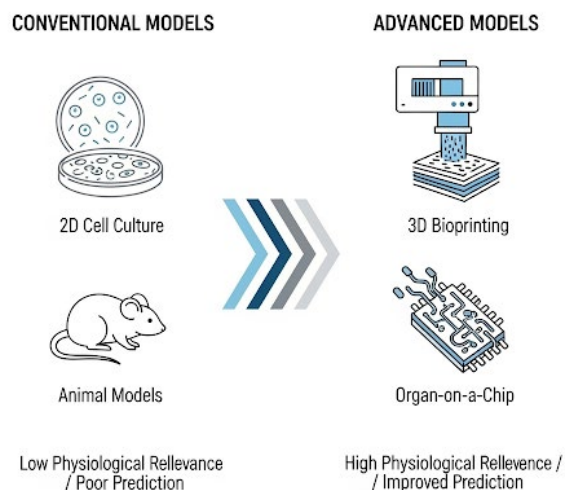 CONVENTIONAL MODELS
ADVANCED MODELS
2D Cell Culture
3D Bioprinting
Animal Models
Organ-on-a-Chip
Low Physiological Rellevance
/ Poor Prediction
High Physiological Rellevence /
/ Improved Prediction